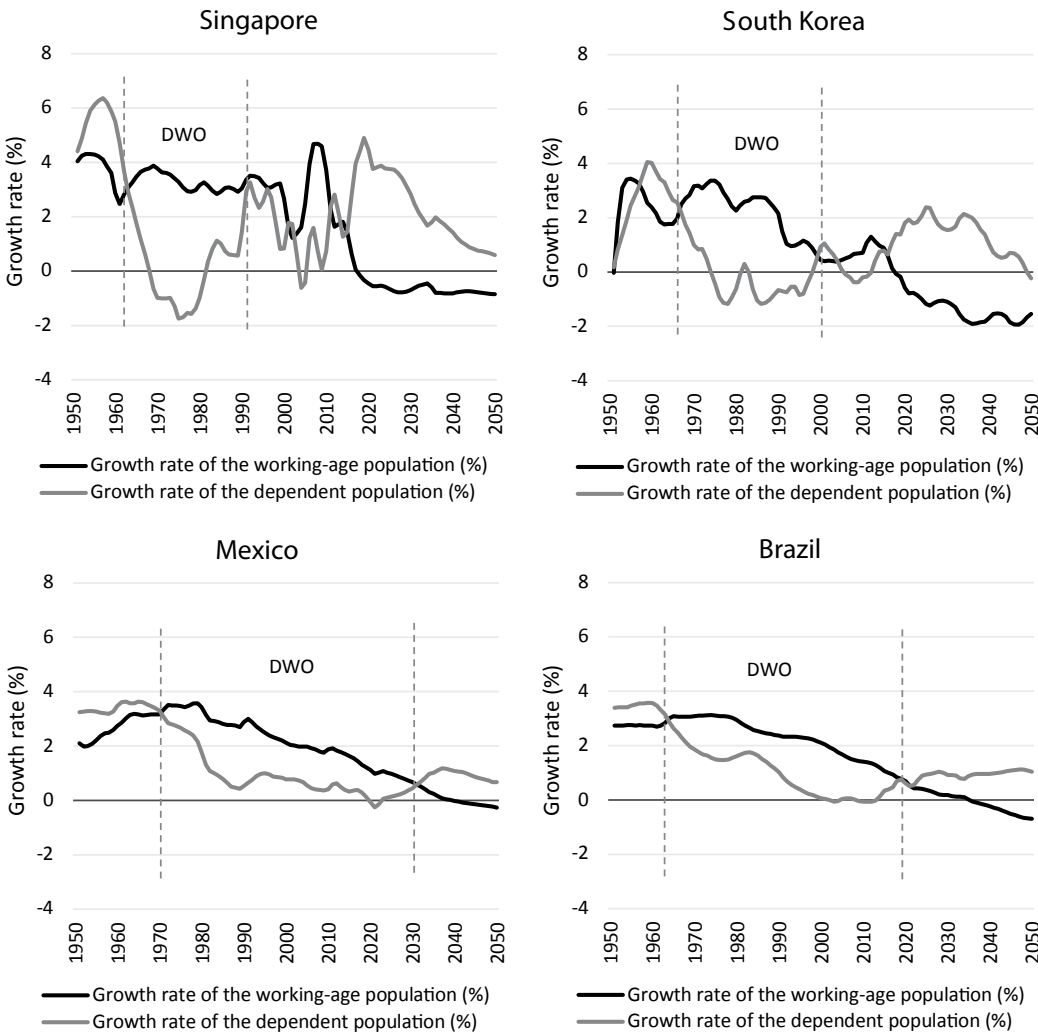 Singapore
Growth rate (%)
8
6
4
2
0
-2
-4
DWO
1950 1960 1970 1980 1990 2000 2010 2020 2030 2040 2050
Growth rate of the working-age population (%)
Growth rate of the dependent population (%)
South Korea
Growth rate (%)
8
6
4
2
0
-2
-4
DWO
1950 1960 1970 1980 1990 2000 2010 2020 2030 2040 2050
Growth rate of the working-age population (%)
Growth rate of the dependent population (%)
Mexico
Growth rate (%)
8
6
4
2
0
-2
-4
DWO
1950 1960 1970 1980 1990 2000 2010 2020 2030 2040 2050
Growth rate of the working-age population (%)
Growth rate of the dependent population (%)
Brazil
Growth rate (%)
8
6
4
2
0
-2
-4
DWO
1950 1960 1970 1980 1990 2000 2010 2020 2030 2040 2050
Growth rate of the working-age population (%)
Growth rate of the dependent population (%)